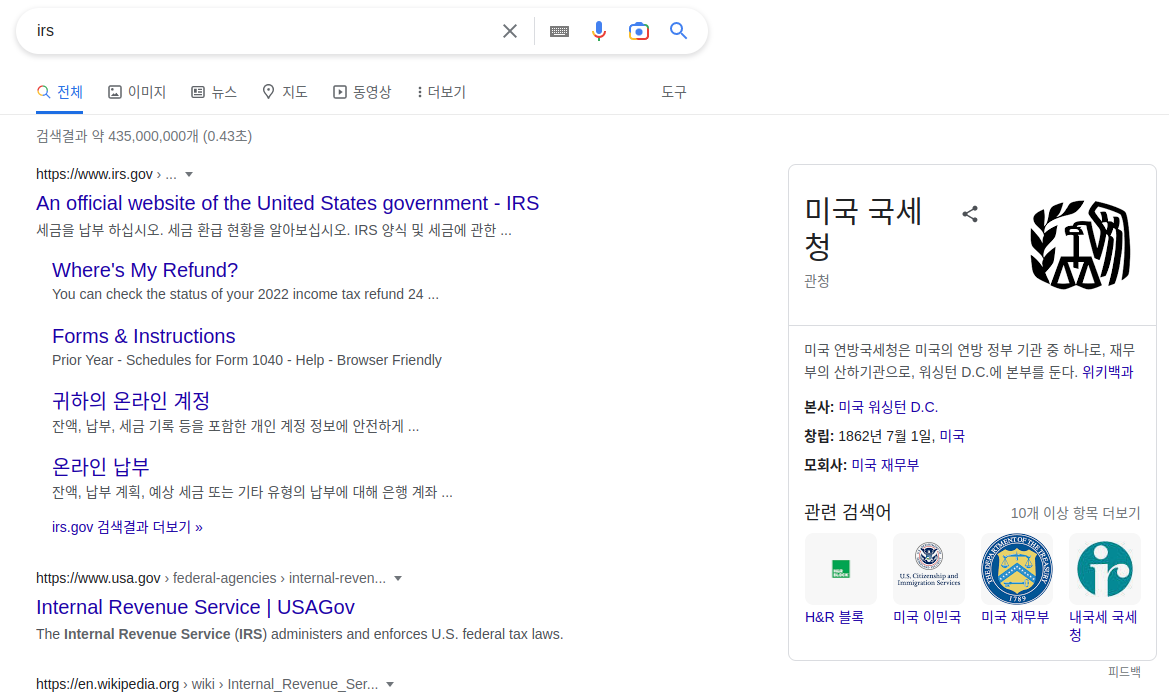 irs
전체
이미지
뉴스
지도
동영상
더보기
도구
검색결과 약 435,000,000개 (0.43초)
https://www.irs.gov › ...
An official website of the United States government - IRS
세금을 납부 하십시오. 세금 환급 현황을 알아보십시오. IRS 양식 및 세금에 관한 ...
Where's My Refund?
You can check the status of your 2022 income tax refund 24 ...
Forms & Instructions
Prior Year - Schedules for Form 1040 - Help - Browser Friendly
귀하의 온라인 계정
잔액, 납부, 세금 기록 등을 포함한 개인 계정 정보에 안전하게 ...
온라인 납부
잔액, 납부 계획, 예상 세금 또는 기타 유형의 납부에 대해 은행 계좌 ...
irs.gov 검색결과 더보기 »
https://www.usa.gov › federal-agencies › internal-reven...
Internal Revenue Service | USAGov
The Internal Revenue Service (IRS) administers and enforces U.S. federal tax laws.
https://en.wikipedia.org › wiki › Internal_Revenue_Ser...
미국 국세
청
관청
미국 연방국세청은 미국의 연방 정부 기관 중 하나로, 재무
부의 산하기관으로, 워싱턴 D.C.에 본부를 둔다. 위키백과
본사: 미국 워싱턴 D.C.
창립: 1862년 7월 1일, 미국
모회사: 미국 재무부
관련 검색어
10개 이상 항목 더보기
H&R
BLOCK
U.S. Citizenship and
Immigration Services
THE DEPARTMENT OF THE TREASURY
1789
ir
H&R 블록
미국 이민국
미국 재무부
내국세 국세
청
피드백